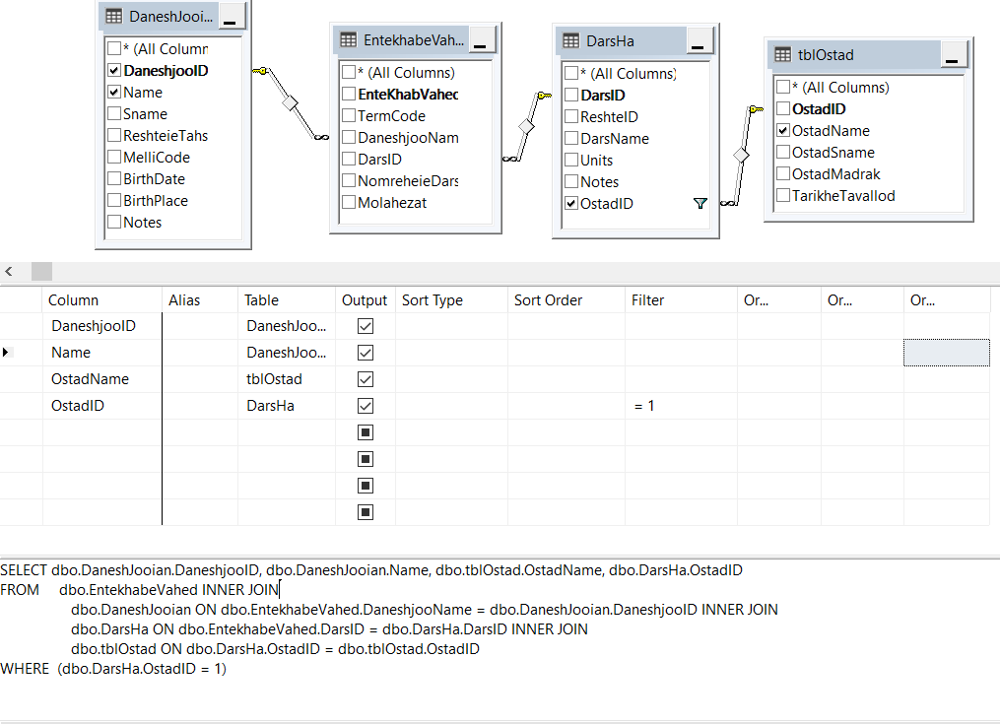 DaneshJooi...
* (All Column
DaneshjooID
Name
Sname
ReshteieTahs
MelliCode
BirthDate
BirthPlace
Notes
EntekhabeVah...
* (All Columns)
EnteKhabVahec
TermCode
DaneshjooNam
DarsID
NomreheieDars
Molahezat
DarsHa
* (All Columns)
DarsID
ReshteID
DarsName
Units
Notes
OstadID
tblOstad
* (All Columns)
OstadID
OstadName
OstadSname
OstadMadrak
TarikheTavallod
Column Alias Table Output Sort Type Sort Order Filter Or... Or... Or...
DaneshjooID DaneshJoo...
Name DaneshJoo...
OstadName tblOstad
OstadID DarsHa = 1
SELECT dbo.DaneshJooian.DaneshjooID, dbo.DaneshJooian.Name, dbo.tblOstad.OstadName, dbo.DarsHa.OstadID
FROM dbo.EntekhabeVahed INNER JOIN
dbo.DaneshJooian ON dbo.EntekhabeVahed.DaneshjooName = dbo.DaneshJooian.DaneshjooID INNER JOIN
dbo.DarsHa ON dbo.EntekhabeVahed.DarsID = dbo.DarsHa.DarsID INNER JOIN
dbo.tblOstad ON dbo.DarsHa.OstadID = dbo.tblOstad.OstadID
WHERE (dbo.DarsHa.OstadID = 1)